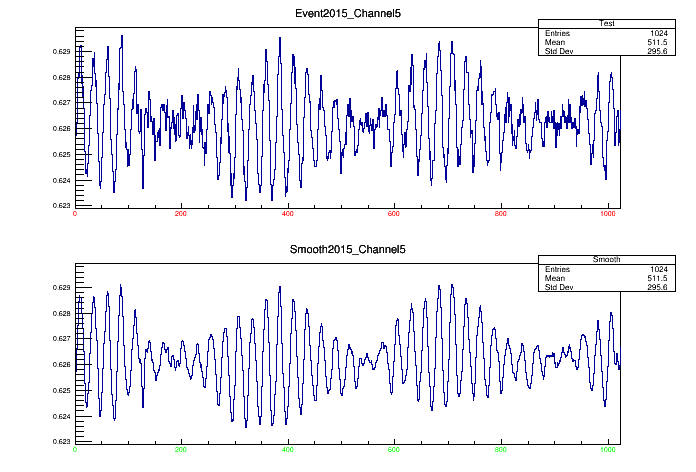 Event2015_Channel5
Test
Entries 1024
Mean 511.5
Std Dev 295.6
0.629
0.628
0.627
0.626
0.625
0.624
0.623
0 200 400 600 800 1000
Smooth2015_Channel5
Smooth
Entries 1024
Mean 511.5
Std Dev 295.6
0.629
0.628
0.627
0.626
0.625
0.624
0.623
0 200 400 600 800 1000